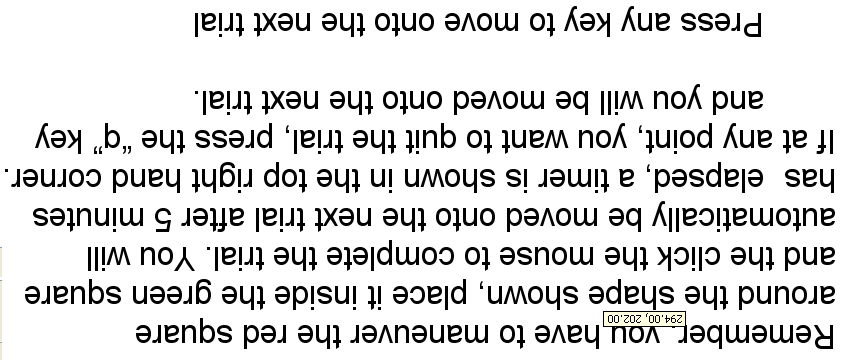 Remember, you have to maneuver the red square
294.00, 202.00
around the shape shown, place it inside the green square
and the click the mouse to complete the trial. You will
automatically be moved onto the next trial after 5 minutes
has elapsed, a timer is shown in the top right hand corner.
If at any point, you want to quit the trial, press the "q" key
and you will be moved onto the next trial.
Press any key to move onto the next trial